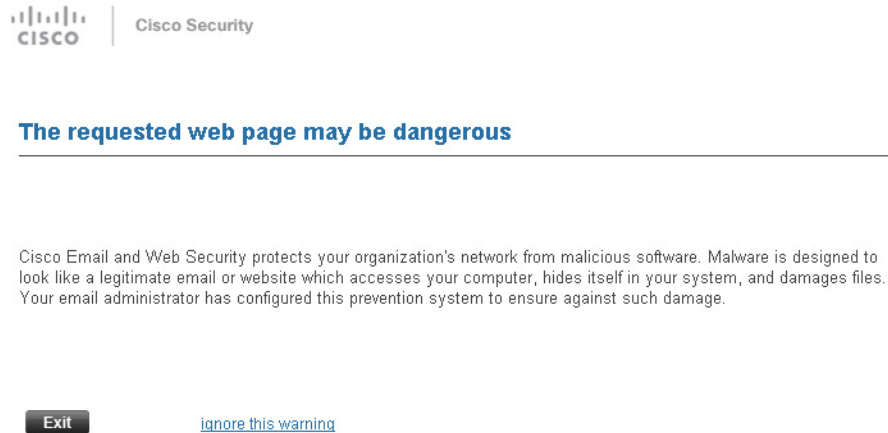 CISCO
Cisco Security
The requested web page may be dangerous
Cisco Email and Web Security protects your organization's network from malicious software. Malware is designed to
look like a legitimate email or website which accesses your computer, hides itself in your system, and damages files.
Your email administrator has configured this prevention system to ensure against such damage.
Exit
ignore this warning